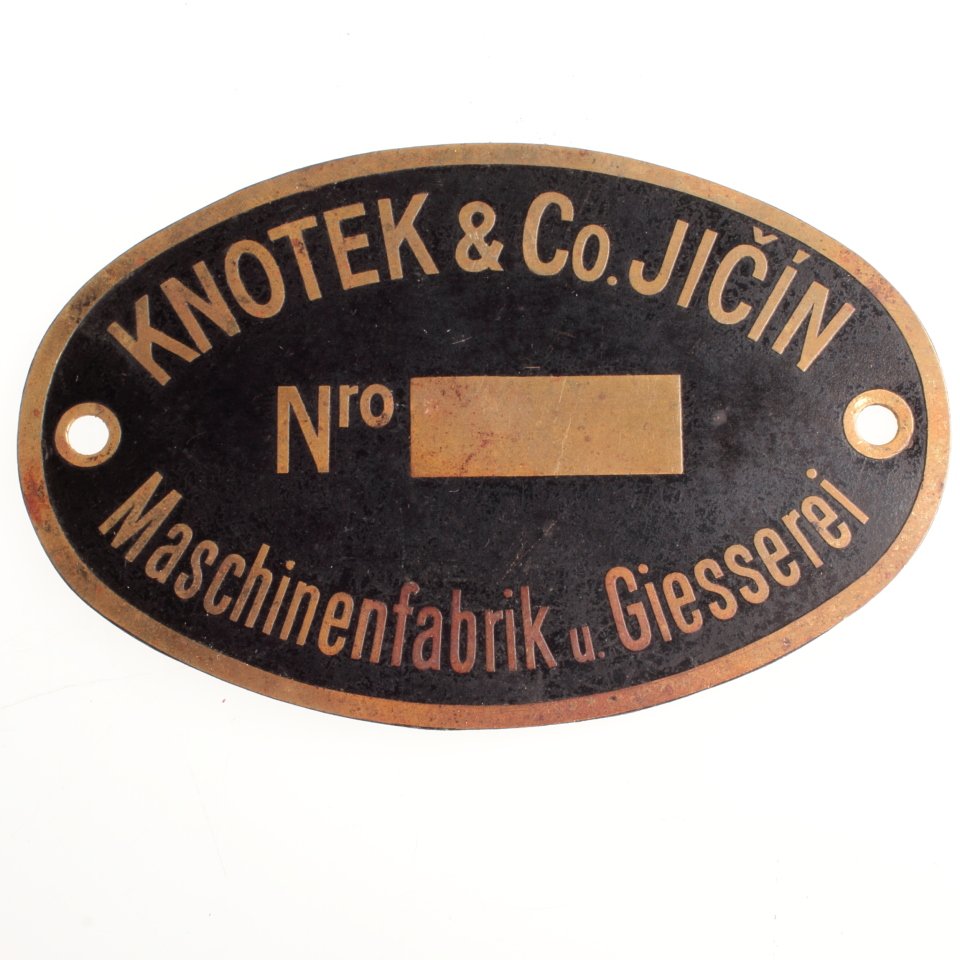 KNOTEK & Co. JIČÍN
Nro
Maschinenfabrik u. Giesserei